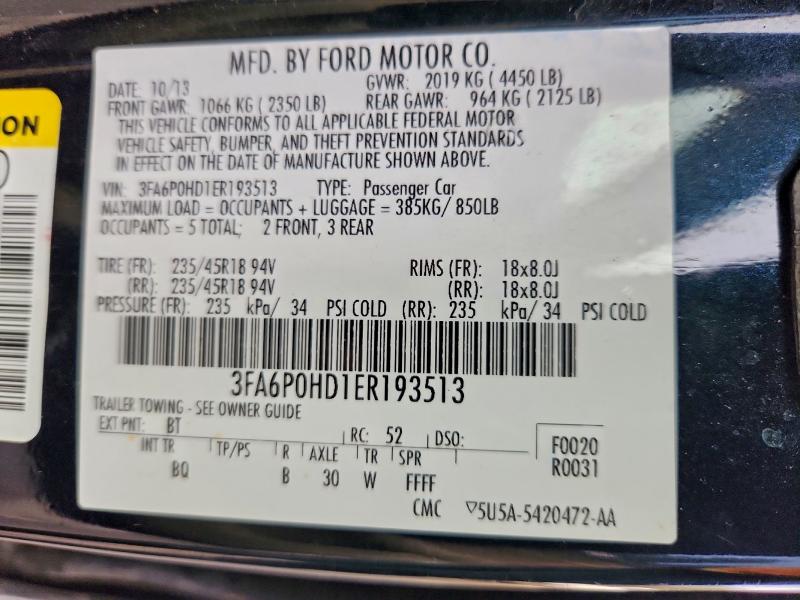 MFD. BY FORD MOTOR CO.
DATE: 10/13 GVWR: 2019 KG ( 4450 LB)
FRONT GAWR: 1066 KG ( 2350 LB) REAR GAWR: 964 KG ( 2125 LB)
THIS VEHICLE CONFORMS TO ALL APPLICABLE FEDERAL MOTOR
VEHICLE SAFETY, BUMPER, AND THEFT PREVENTION STANDARDS
IN EFFECT ON THE DATE OF MANUFACTURE SHOWN ABOVE.
VIN: 3FA6P0HD1ER193513 TYPE: Passenger Car
MAXIMUM LOAD = OCCUPANTS + LUGGAGE = 385KG/ 850LB
OCCUPANTS = 5 TOTAL; 2 FRONT, 3 REAR
TIRE (FR): 235/45R18 94V RIMS (FR): 18x8.0J
(RR): 235/45R18 94V (RR): 18x8.0J
PRESSURE (FR): 235 kPa/ 34 PSI COLD (RR): 235 kPa/ 34 PSI COLD
3FA6P0HD1ER193513
TRAILER TOWING - SEE OWNER GUIDE
EXT PNT: BT RC: 52 DSO:
INT TR TP/PS R AXLE TR SPR
BQ B 30 W FFFF
F0020
R0031
CMC ▽5U5A-5420472-AA